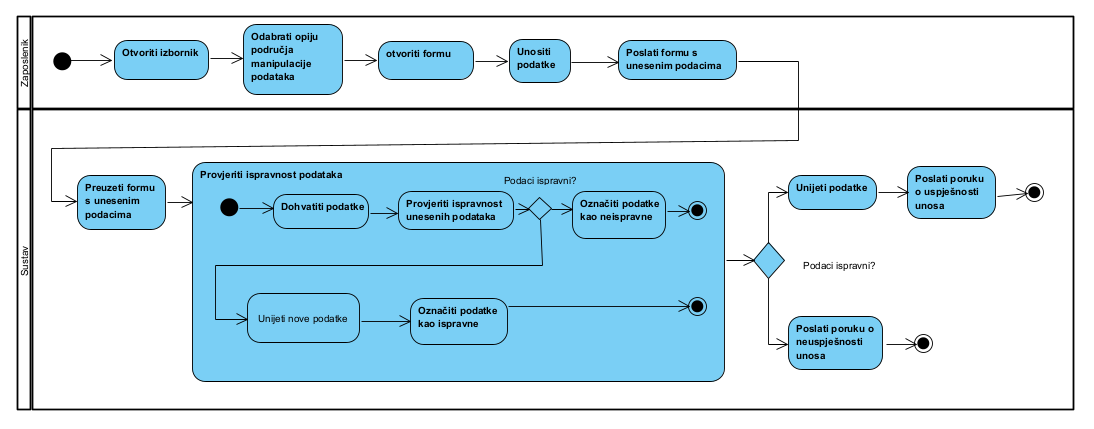 Zaposlenik
Otvoriti izbornik
Odabrati opiju
područja
manipulacije
podataka
otvoriti formu
Unositi
podatke
Poslati formu s
unesenim podacima
Sustav
Preuzeti formu
s unesenim
podacima
Provjeriti ispravnost podataka
Dohvatiti podatke
Provjeriti ispravnost
unesenih podataka
Podaci ispravni?
Označiti podatke
kao neispravne
Unijeti nove podatke
Označiti podatke
kao ispravne
Podaci ispravni?
Unijeti podatke
Poslati poruku
o uspješnosti
unosa
Poslati poruku o
neuspješnosti
unosa